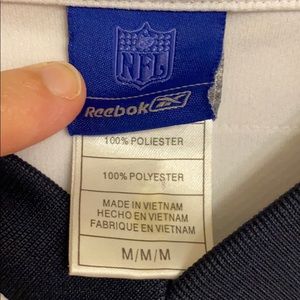 NFL
Reebok
100% POLIESTER
100% POLYESTER
MADE IN VIETNAM
HECHO EN VIETNAM
FABRIQUE EN VIETNAM
M/M/M